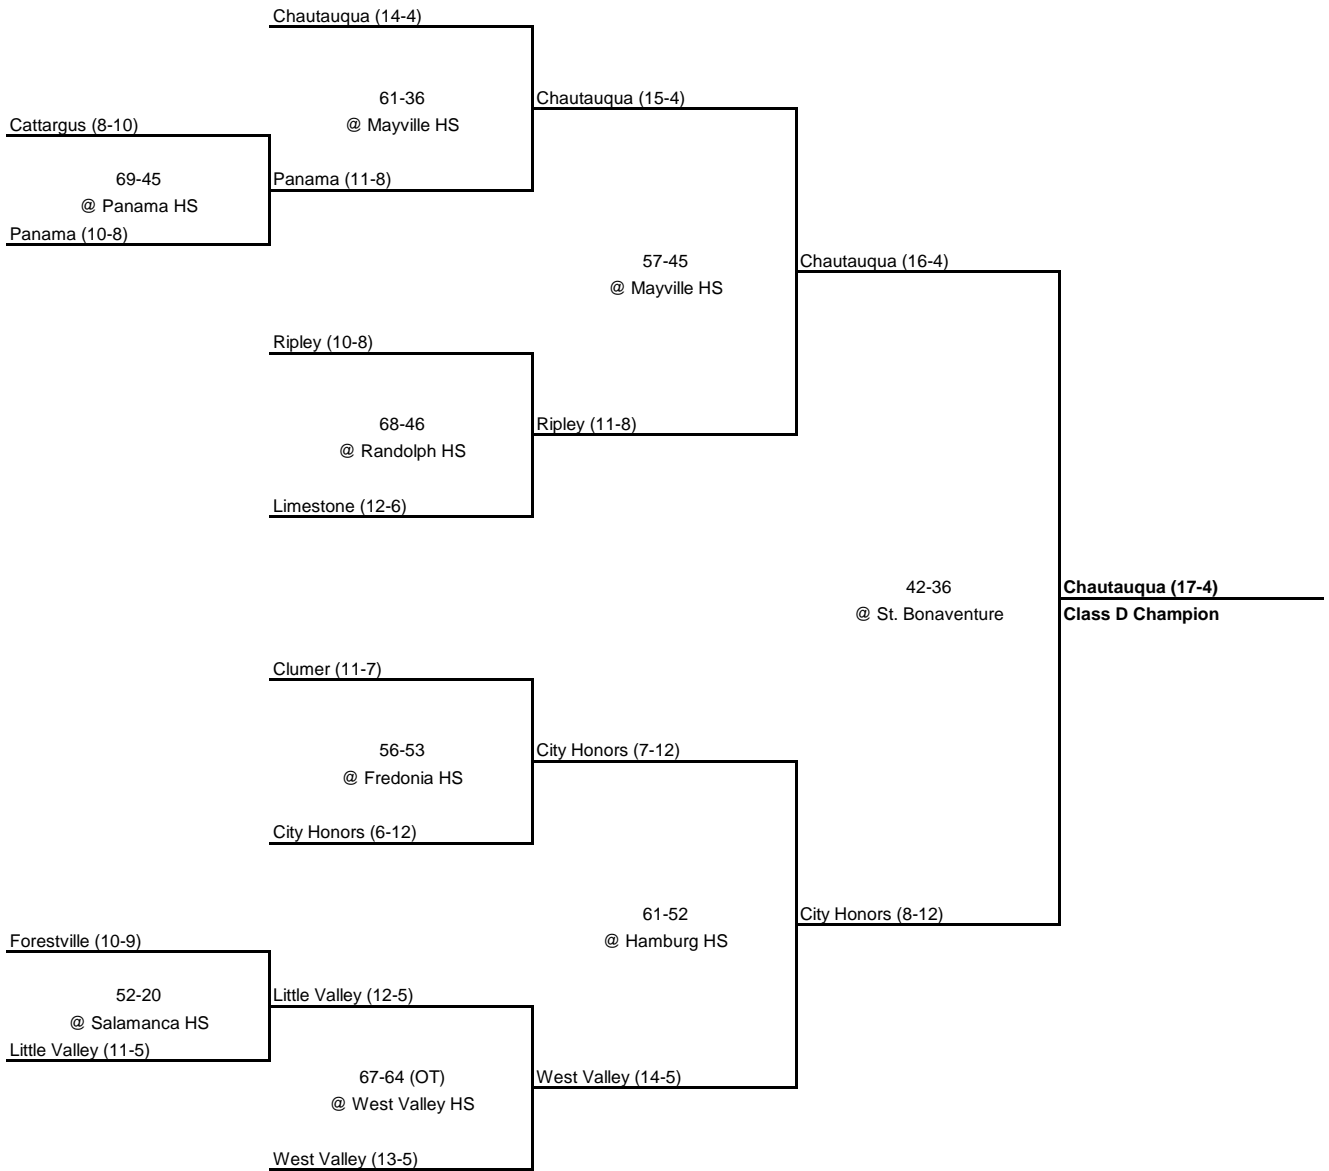 Chautauqua (14-4)
61-36
@ Mayville HS
Chautauqua (15-4)
Cattargus (8-10)
69-45
@ Panama HS
Panama (11-8)
Panama (10-8)
57-45
@ Mayville HS
Chautauqua (16-4)
Ripley (10-8)
68-46
@ Randolph HS
Ripley (11-8)
Limestone (12-6)
42-36
@ St. Bonaventure
Chautauqua (17-4)
Class D Champion
Clumer (11-7)
56-53
@ Fredonia HS
City Honors (7-12)
City Honors (6-12)
61-52
@ Hamburg HS
City Honors (8-12)
Forestville (10-9)
52-20
@ Salamanca HS
Little Valley (12-5)
Little Valley (11-5)
67-64 (OT)
@ West Valley HS
West Valley (14-5)
West Valley (13-5)